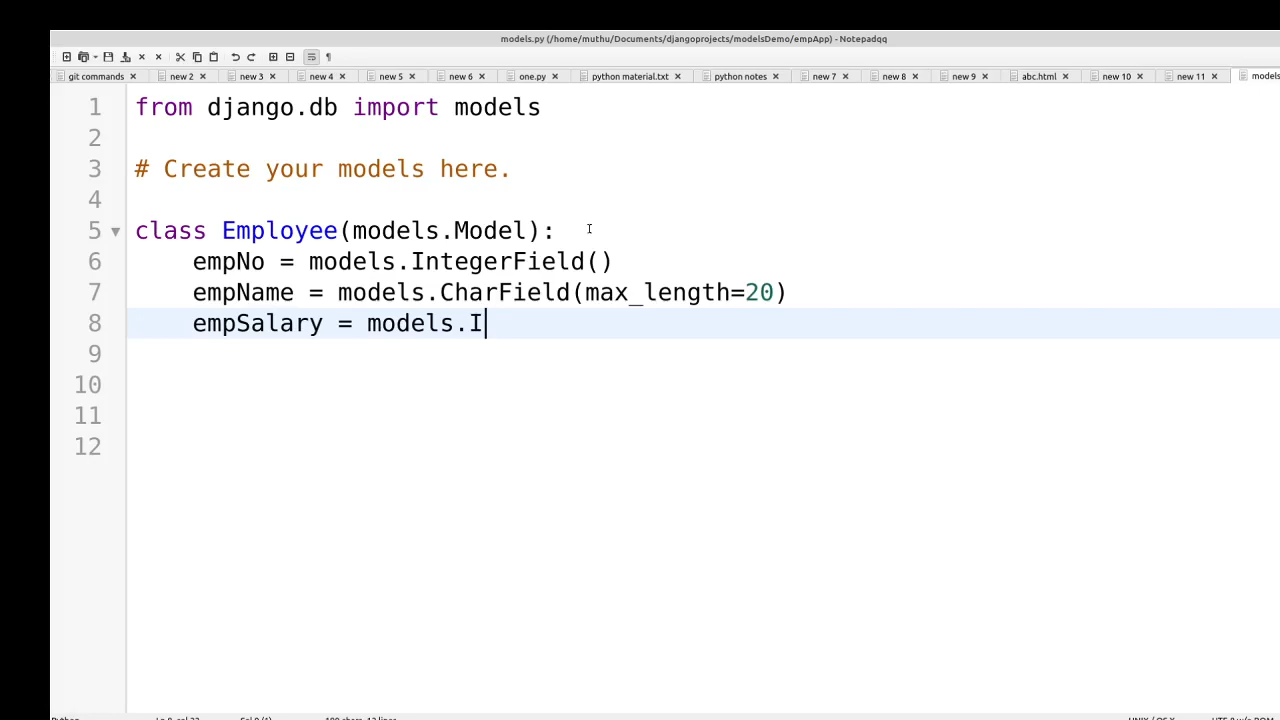 models.py (/home/muthu/Documents/djangoprojects/modelsDemo/empApp) - Notepadqq
git commands new 2 new 3 new 4 new 5 new 6 one.py python material.txt python notes new 7 new 8 new 9 abc.html new 10 new 11 models
1 from django.db import models
2
3 # Create your models here.
4
5 class Employee(models.Model):
6 empNo = models.IntegerField()
7 empName = models.CharField(max_length=20)
8 empSalary = models.I
9
10
11
12